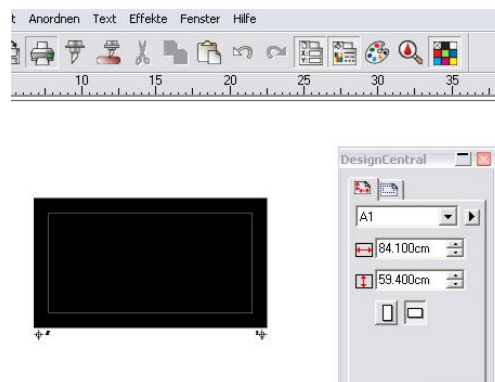 t Anordnen Text Effekte Fenster Hilfe
10 15 20 25 30 35
DesignCentral
A1
84.100cm
59.400cm